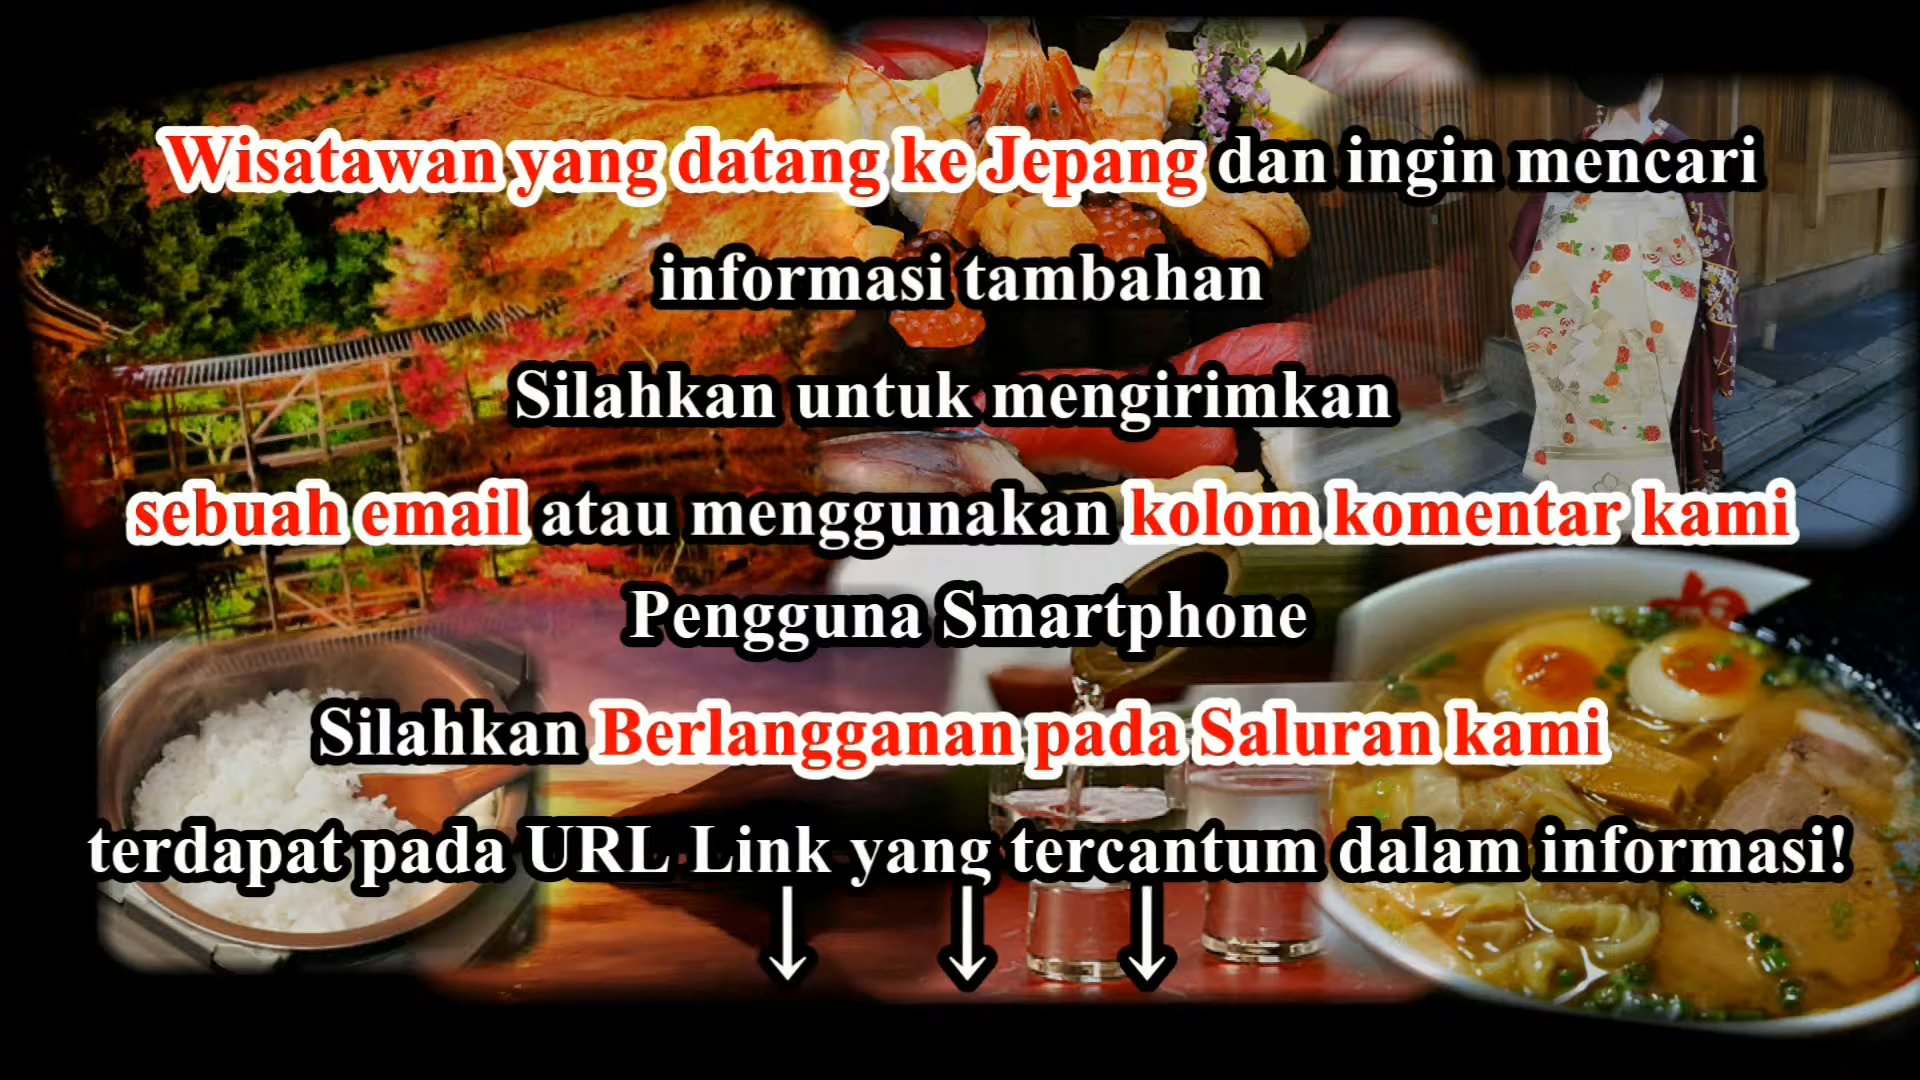 Wisatawan yang datang ke Jepang dan ingin mencari
informasi tambahan
Silahkan untuk mengirimkan
sebuah email atau menggunakan kolom komentar kami
Pengguna Smartphone
Silahkan Berlangganan pada Saluran kami
terdapat pada URL Link yang tercantum dalam informasi!
↓ ↓ ↓